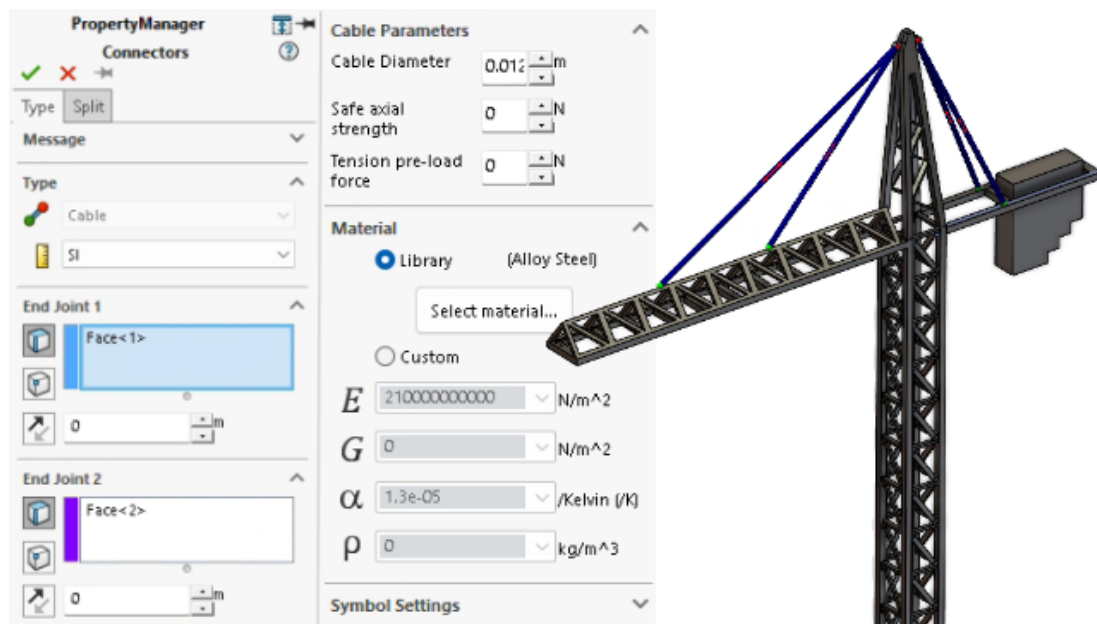 PropertyManager
Connectors
Type Split
Message
Type
Cable
SI
End Joint 1
Face<1>
0 m
End Joint 2
Face<2>
0 m
Cable Parameters
Cable Diameter 0.012 m
Safe axial
strength
0 N
Tension pre-load
force
0 N
Material
Library (Alloy Steel)
Select material...
Custom
E 210000000000 N/m^2
G 0 N/m^2
α 1.3e-05 /Kelvin (/K)
ρ 0 kg/m^3
Symbol Settings